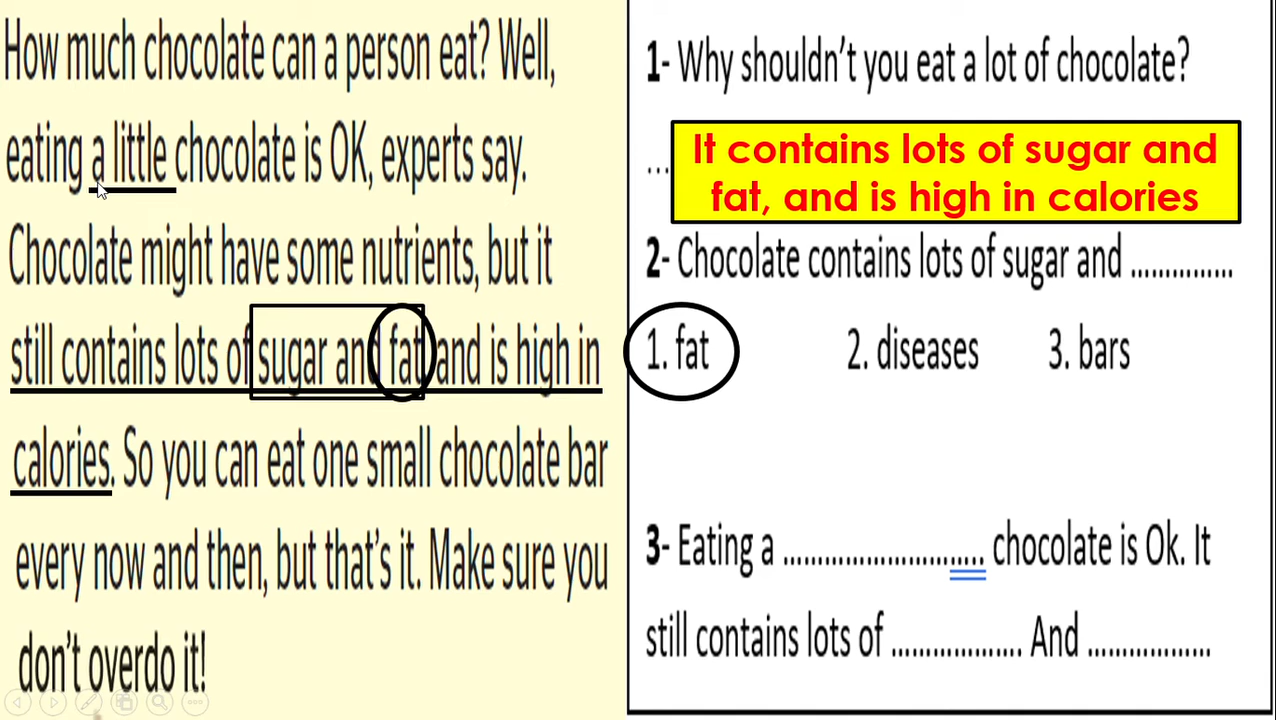 How much chocolate can a person eat? Well,
eating a little chocolate is OK, experts say.
Chocolate might have some nutrients, but it
still contains lots of sugar and fat and is high in
calories. So you can eat one small chocolate bar
every now and then, but that's it. Make sure you
don't overdo it!
1- Why shouldn't you eat a lot of chocolate?
... It contains lots of sugar and
fat, and is high in calories
2- Chocolate contains lots of sugar and ...............
1. fat 2. diseases 3. bars
3- Eating a ............................. chocolate is Ok. It
still contains lots of ................... And ..................